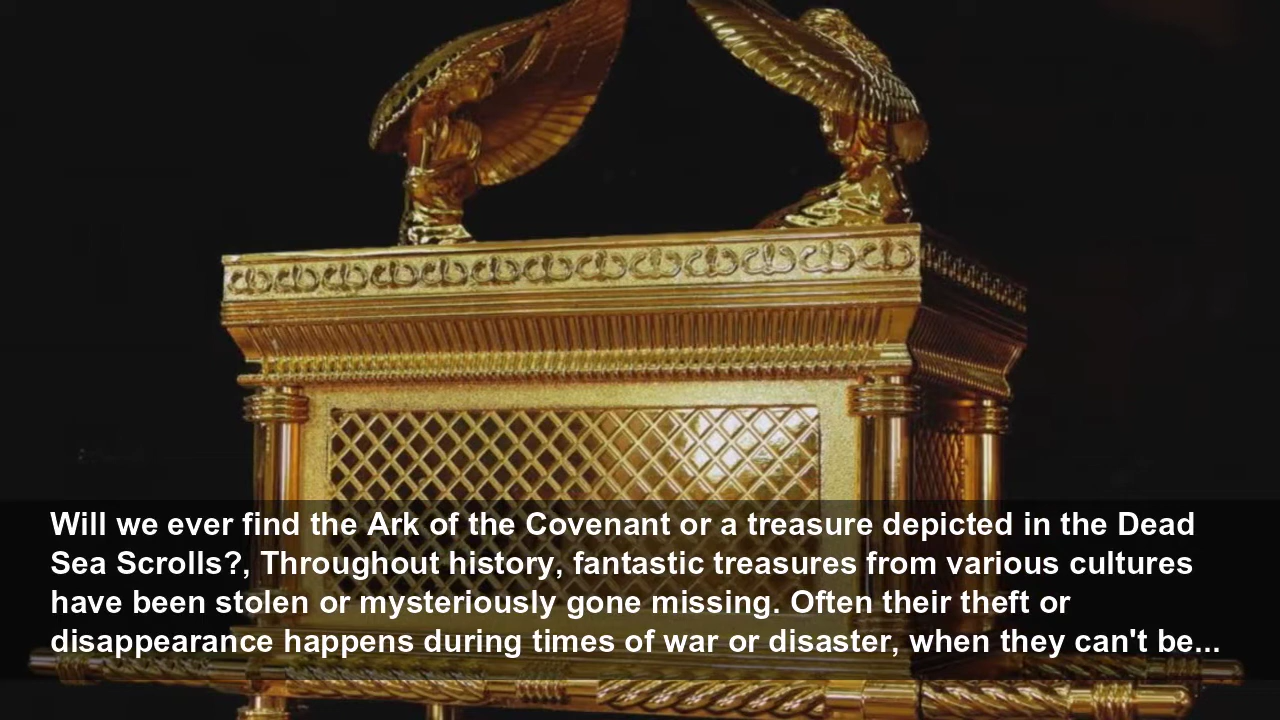 Will we ever find the Ark of the Covenant or a treasure depicted in the Dead
Sea Scrolls?, Throughout history, fantastic treasures from various cultures
have been stolen or mysteriously gone missing. Often their theft or
disappearance happens during times of war or disaster, when they can't be...